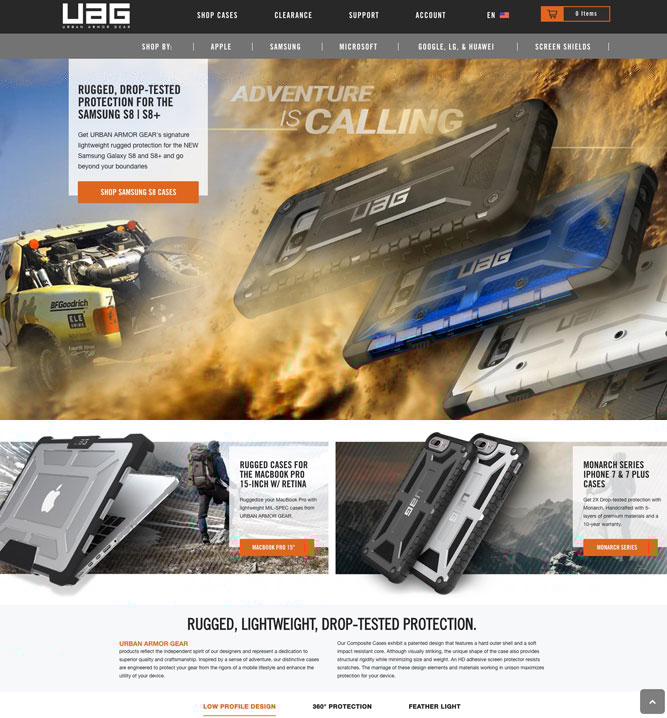 UAG
URBAN ARMOR GEAR
SHOP CASES CLEARANCE SUPPORT ACCOUNT EN 0 Items
SHOP BY: APPLE SAMSUNG MICROSOFT GOOGLE, LG, & HUAWEI SCREEN SHIELDS
ADVENTURE
IS CALLING
RUGGED, DROP-TESTED
PROTECTION FOR THE
SAMSUNG S8 | S8+
Get URBAN ARMOR GEAR's signature
lightweight rugged protection for the NEW
Samsung Galaxy S8 and S8+ and go
beyond your boundaries
SHOP SAMSUNG S8 CASES
UAG
UAG
BFGoodrich
ELE
RUGGED CASES FOR
THE MACBOOK PRO
15-INCH W/ RETINA
Ruggedize your MacBook Pro with
lightweight MIL-SPEC cases from
URBAN ARMOR GEAR.
MACBOOK PRO 15"
UAG
UAG
MONARCH SERIES
IPHONE 7 & 7 PLUS
CASES
Get 2X Drop-tested protection with
Monarch. Handcrafted with 5-
layers of premium materials and a
10-year warranty.
MONARCH SERIES
RUGGED, LIGHTWEIGHT, DROP-TESTED PROTECTION.
URBAN ARMOR GEAR
products reflect the independent spirit of our designers and represent a dedication to
superior quality and craftsmanship. Inspired by a sense of adventure, our distinctive cases
are engineered to protect your gear from the rigors of a mobile lifestyle and enhance the
utility of your device.
Our Composite Cases exhibit a patented design that features a hard outer shell and a soft
impact resistant core. Although visually striking, the unique shape of the case also provides
structural rigidity while minimizing size and weight. An HD adhesive screen protector resists
scratches. The marriage of these design elements and materials working in unison maximizes
protection for your device.
LOW PROFILE DESIGN 360° PROTECTION FEATHER LIGHT